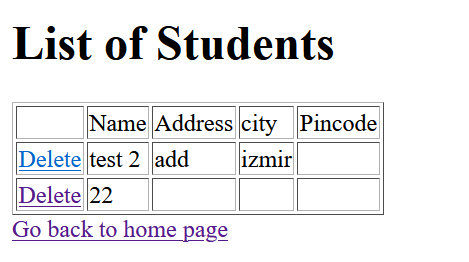 List of Students
Name Address city Pincode
Delete test 2 add izmir
Delete 22
Go back to home page